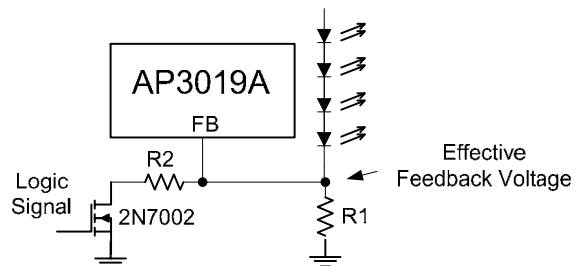 AP3019A
FB
R2
Effective
Feedback Voltage
Logic
Signal
2N7002
R1